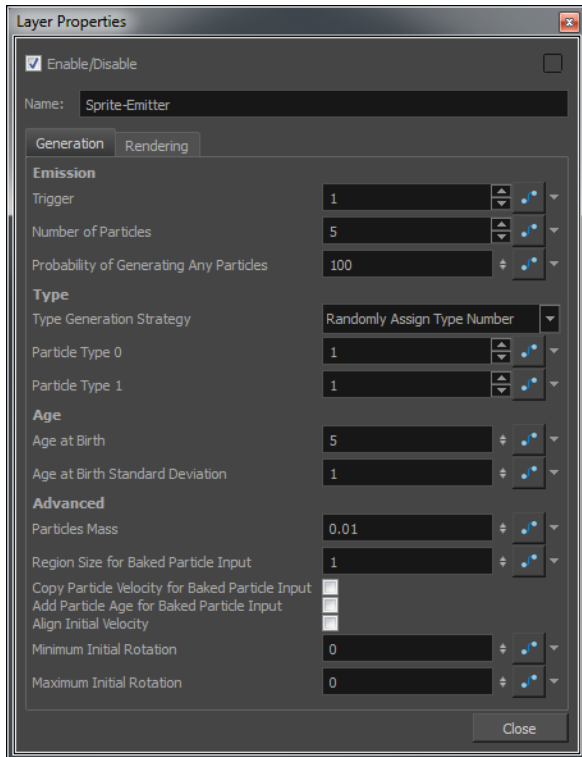 Layer Properties
Enable/Disable
Name: Sprite-Emitter
Generation Rendering
Emission
Trigger 1
Number of Particles 5
Probability of Generating Any Particles 100
Type
Type Generation Strategy Randomly Assign Type Number
Particle Type 0 1
Particle Type 1 1
Age
Age at Birth 5
Age at Birth Standard Deviation 1
Advanced
Particles Mass 0.01
Region Size for Baked Particle Input 1
Copy Particle Velocity for Baked Particle Input
Add Particle Age for Baked Particle Input
Align Initial Velocity
Minimum Initial Rotation 0
Maximum Initial Rotation 0
Close